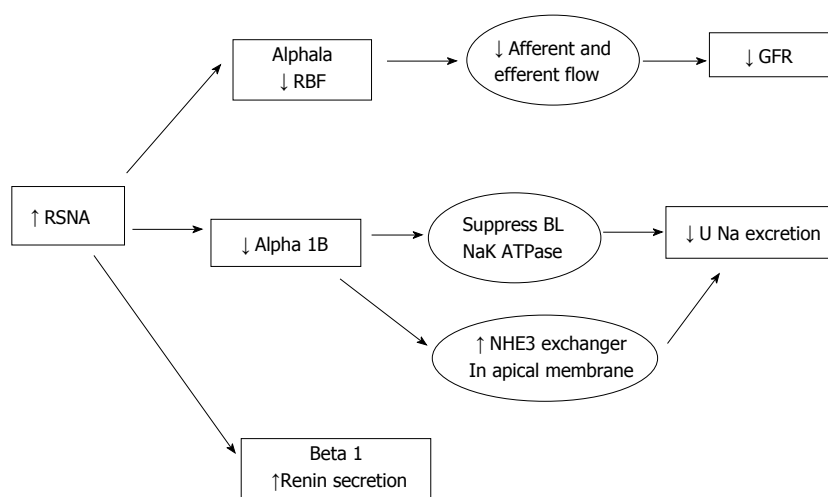 Alphala
↓ RBF
↓ Afferent and
efferent flow
↓ GFR
↑ RSNA
↓ Alpha 1B
Suppress BL
NaK ATPase
↓ U Na excretion
↑ NHE3 exchanger
In apical membrane
Beta 1
↑Renin secretion